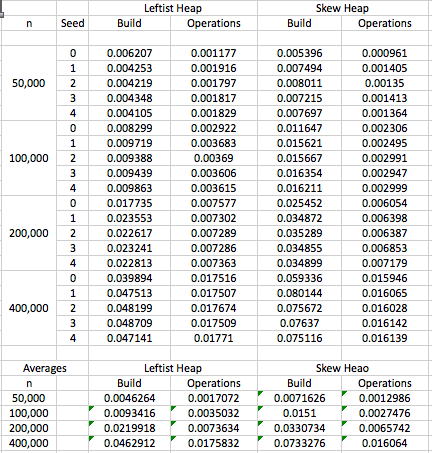 Leftist Heap Skew Heap
n Seed Build Operations Build Operations
0 0.006207 0.001177 0.005396 0.000961
1 0.004253 0.001916 0.007494 0.001405
50,000 2 0.004219 0.001797 0.008011 0.00135
3 0.004348 0.001817 0.007215 0.001413
4 0.004105 0.001829 0.007697 0.001364
0 0.008299 0.002922 0.011647 0.002306
1 0.009719 0.003683 0.015621 0.002495
100,000 2 0.009388 0.00369 0.015667 0.002991
3 0.009439 0.003606 0.016354 0.002947
4 0.009863 0.003615 0.016211 0.002999
0 0.017735 0.007577 0.025452 0.006054
1 0.023553 0.007302 0.034872 0.006398
200,000 2 0.022617 0.007289 0.035289 0.006387
3 0.023241 0.007286 0.034855 0.006853
4 0.022813 0.007363 0.034899 0.007179
0 0.039894 0.017516 0.059336 0.015946
1 0.047513 0.017507 0.080144 0.016065
400,000 2 0.048199 0.017674 0.075672 0.016028
3 0.048709 0.017509 0.07637 0.016142
4 0.047141 0.01771 0.075116 0.016139
Averages Leftist Heap Skew Heao
n Build Operations Build Operations
50,000 0.0046264 0.0017072 0.0071626 0.0012986
100,000 0.0093416 0.0035032 0.0151 0.0027476
200,000 0.0219918 0.0073634 0.0330734 0.0065742
400,000 0.0462912 0.0175832 0.0733276 0.016064